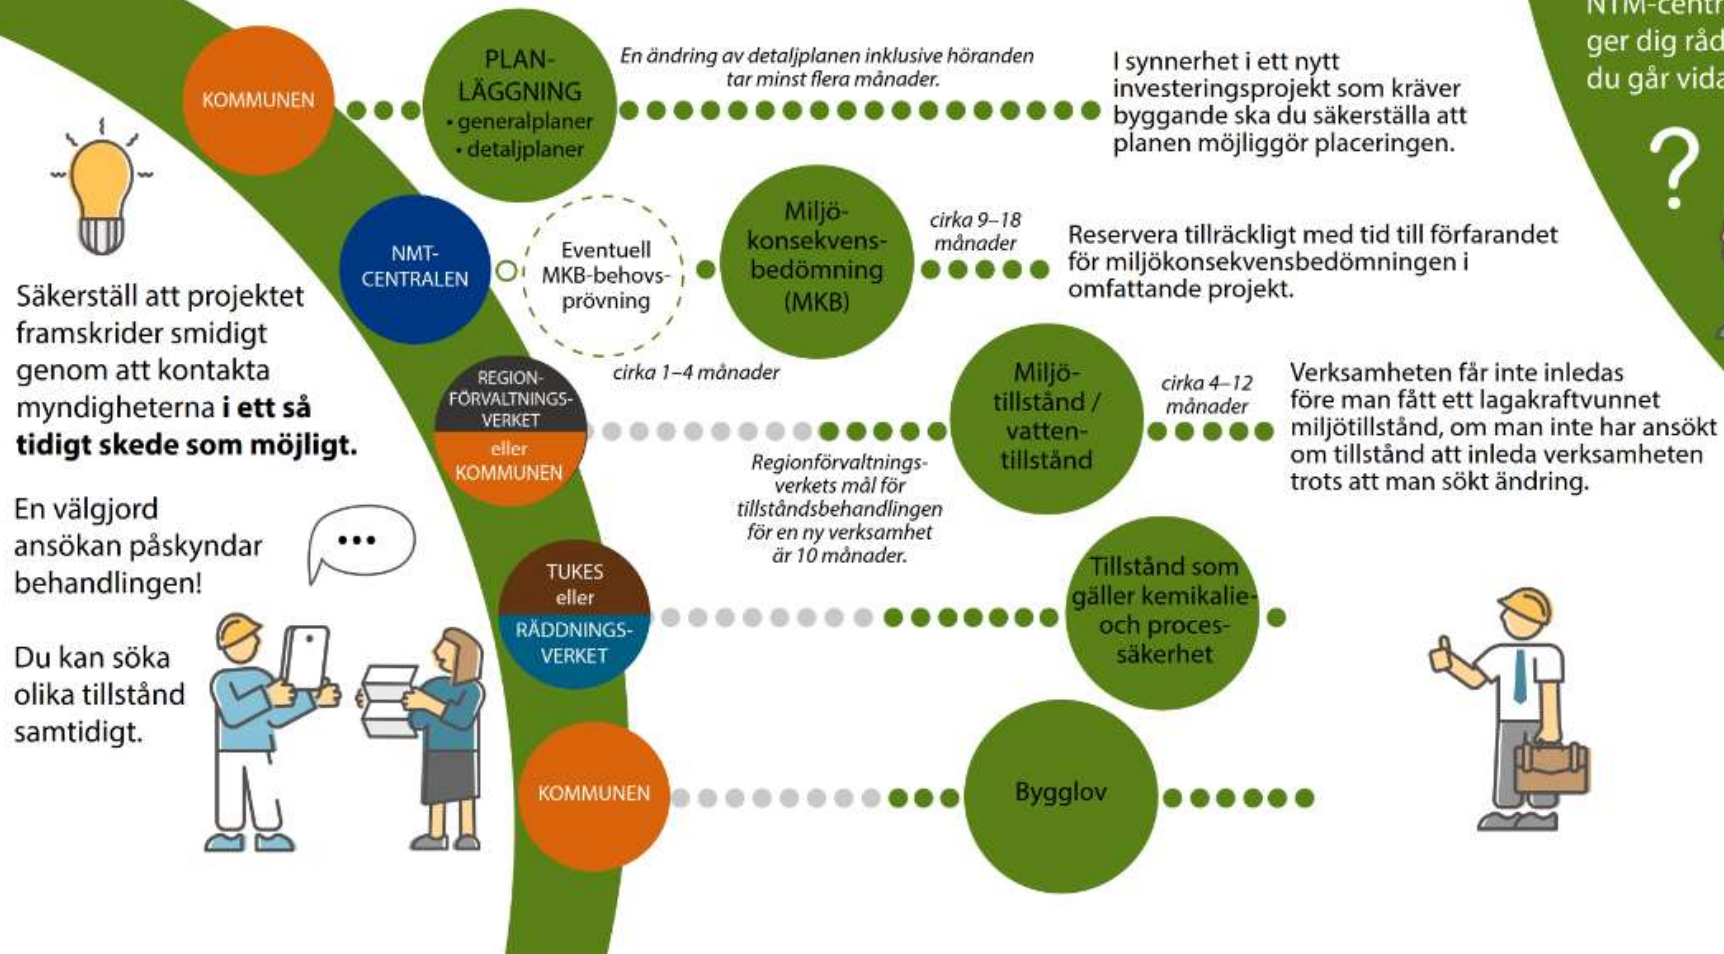 KOMMUNEN
PLAN-
LÄGGNING
• generalplaner
• detaljplaner
En ändring av detaljplanen inklusive höranden
tar minst flera månader.
I synnerhet i ett nytt
investeringsprojekt som kräver
byggande ska du säkerställa att
planen möjliggör placeringen.
ger dig råd
?
NMT-
CENTRALEN
Eventuell
MKB-behovs-
prövning
cirka 1–4 månader
Miljö-
konsekvens-
bedömning
(MKB)
cirka 9–18
månader
Reservera tillräckligt med tid till förfarandet
för miljökonsekvensbedömningen i
omfattande projekt.
Säkerställ att projektet
framskrider smidigt
genom att kontakta
myndigheterna i ett så
tidigt skede som möjligt.
En välgjord
ansökan påskyndar
behandlingen!
Du kan söka
olika tillstånd
samtidigt.
REGION-
FÖRVALTNINGS-
VERKET
eller
KOMMUNEN
Regionförvaltnings-
verkets mål för
tillståndsbehandlingen
för en ny verksamhet
är 10 månader.
Miljö-
tillstånd /
vatten-
tillstånd
cirka 4–12
månader
Verksamheten får inte inledas
före man fått ett lagakraftvunnet
miljötillstånd, om man inte har ansökt
om tillstånd att inleda verksamheten
trots att man sökt ändring.
TUKES
eller
RÄDDNINGS-
VERKET
Tillstånd som
gäller kemikalie-
och proces-
säkerhet
KOMMUNEN
Bygglov